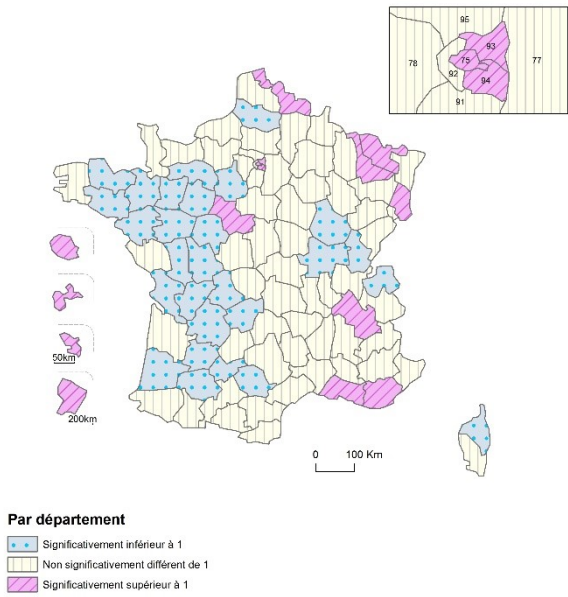 95
93
78
75
77
92
94
91
50km
200km
0 100 Km
Par département
Significativement inférieur à 1
Non significativement différent de 1
Significativement supérieur à 1